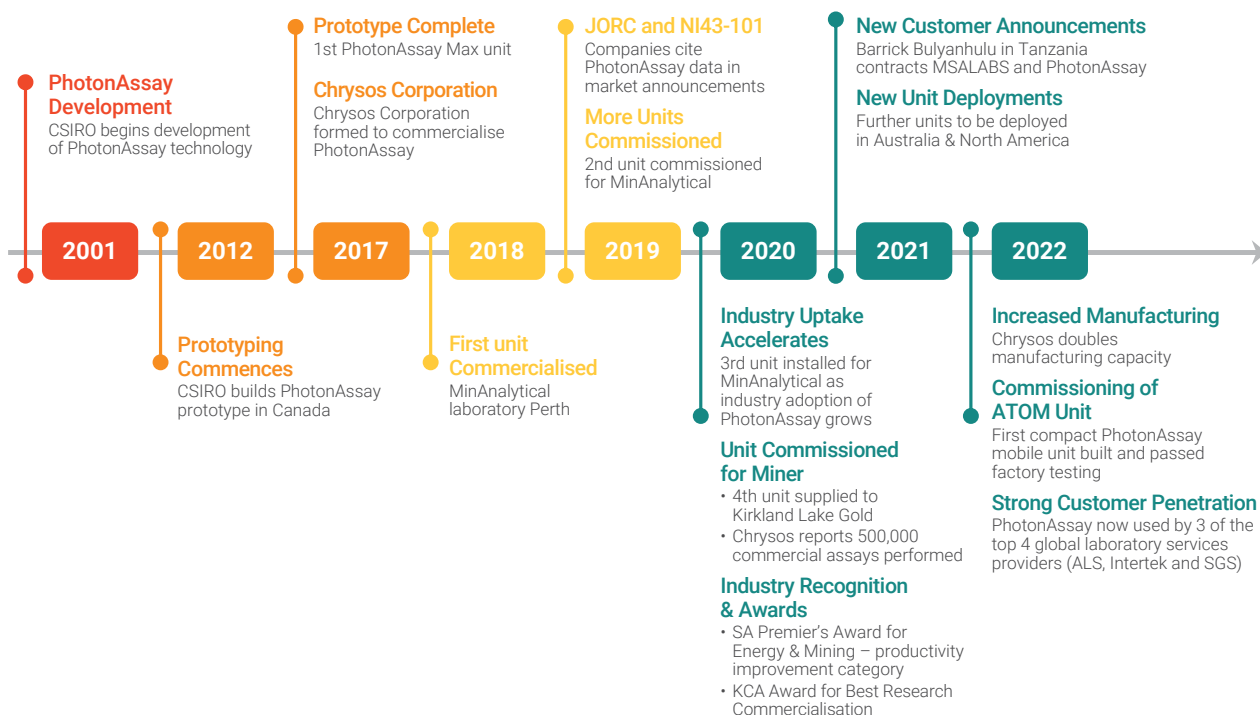 PhotonAssay
Development
CSIRO begins development
of PhotonAssay technology
Prototype Complete
1st PhotonAssay Max unit
Chrysos Corporation
Chrysos Corporation
formed to commercialise
PhotonAssay
JORC and NI43-101
Companies cite
PhotonAssay data in
market announcements
More Units
Commissioned
2nd unit commissioned
for MinAnalytical
New Customer Announcements
Barrick Bulyanhulu in Tanzania
contracts MSALABS and PhotonAssay
New Unit Deployments
Further units to be deployed
in Australia & North America
2001
2012
2017
2018
2019
2020
2021
2022
Prototyping
Commences
CSIRO builds PhotonAssay
prototype in Canada
First unit
Commercialised
MinAnalytical
laboratory Perth
Industry Uptake
Accelerates
3rd unit installed for
MinAnalytical as
industry adoption of
PhotonAssay grows
Unit Commissioned
for Miner
• 4th unit supplied to
Kirkland Lake Gold
• Chrysos reports 500,000
commercial assays performed
Industry Recognition
& Awards
• SA Premier's Award for
Energy & Mining – productivity
improvement category
• KCA Award for Best Research
Commercialisation
Increased Manufacturing
Chrysos doubles
manufacturing capacity
Commissioning of
ATOM Unit
First compact PhotonAssay
mobile unit built and passed
factory testing
Strong Customer Penetration
PhotonAssay now used by 3 of the
top 4 global laboratory services
providers (ALS, Intertek and SGS)